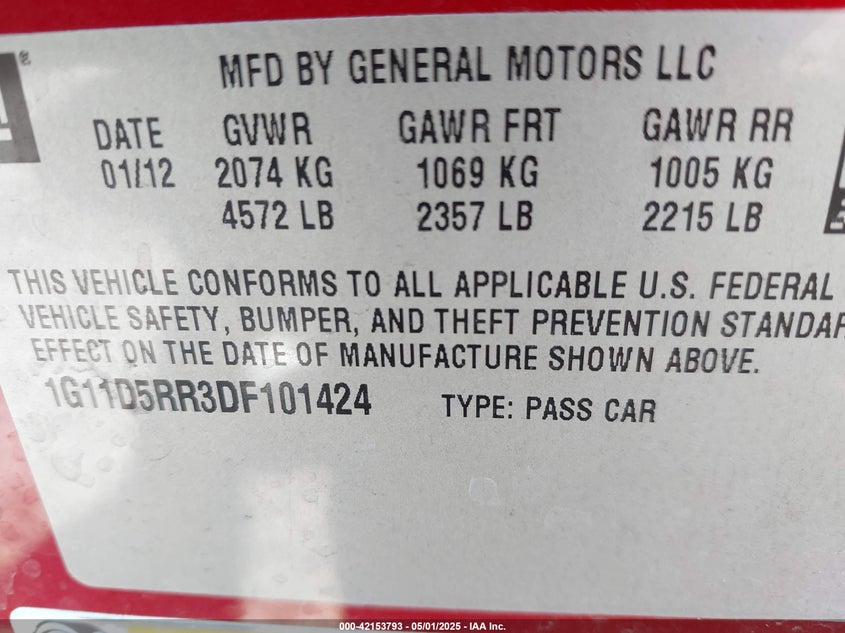 MFD BY GENERAL MOTORS LLC
DATE GVWR GAWR FRT GAWR RR
01/12 2074 KG 1069 KG 1005 KG
4572 LB 2357 LB 2215 LB
THIS VEHICLE CONFORMS TO ALL APPLICABLE U.S. FEDERAL
VEHICLE SAFETY, BUMPER, AND THEFT PREVENTION STANDAR
EFFECT ON THE DATE OF MANUFACTURE SHOWN ABOVE.
1G11D5RR3DF101424 TYPE: PASS CAR
000-42153793 - 05/01/2025 - IAA Inc.